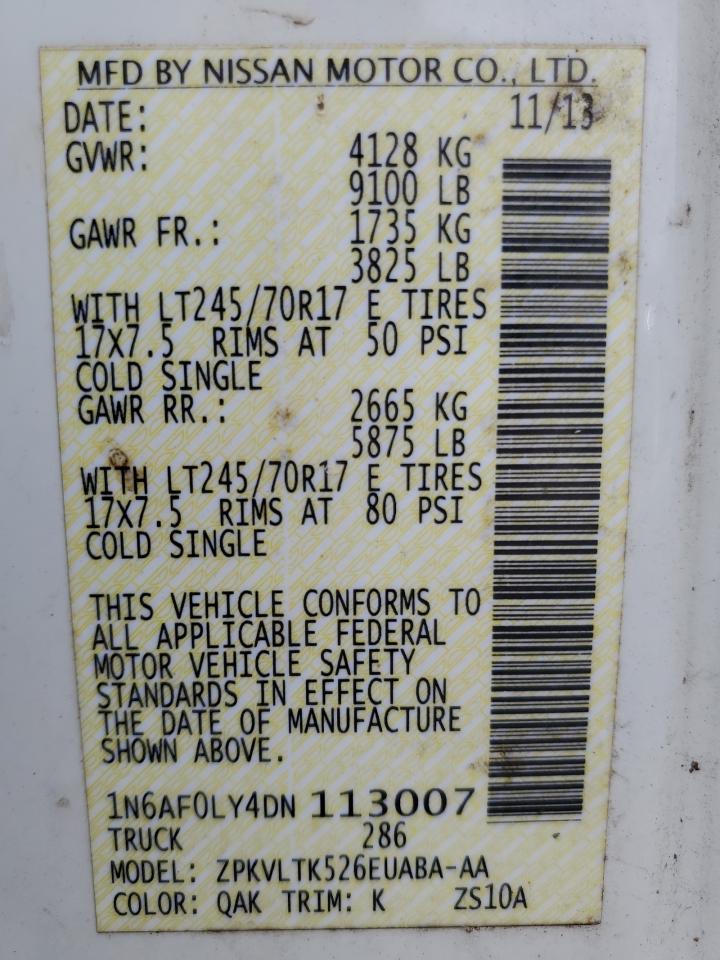 MFD BY NISSAN MOTOR CO., LTD.
DATE: 11/13
GVWR: 4128 KG
9100 LB
GAWR FR.: 1735 KG
3825 LB
WITH LT245/70R17 E TIRES
17X7.5 RIMS AT 50 PSI
COLD SINGLE
GAWR RR.: 2665 KG
5875 LB
WITH LT245/70R17 E TIRES
17X7.5 RIMS AT 80 PSI
COLD SINGLE
THIS VEHICLE CONFORMS TO
ALL APPLICABLE FEDERAL
MOTOR VEHICLE SAFETY
STANDARDS IN EFFECT ON
THE DATE OF MANUFACTURE
SHOWN ABOVE.
1N6AF0LY4DN 113007
TRUCK 286
MODEL: ZPKVLTK526EUABA-AA
COLOR: QAK TRIM: K ZS10A